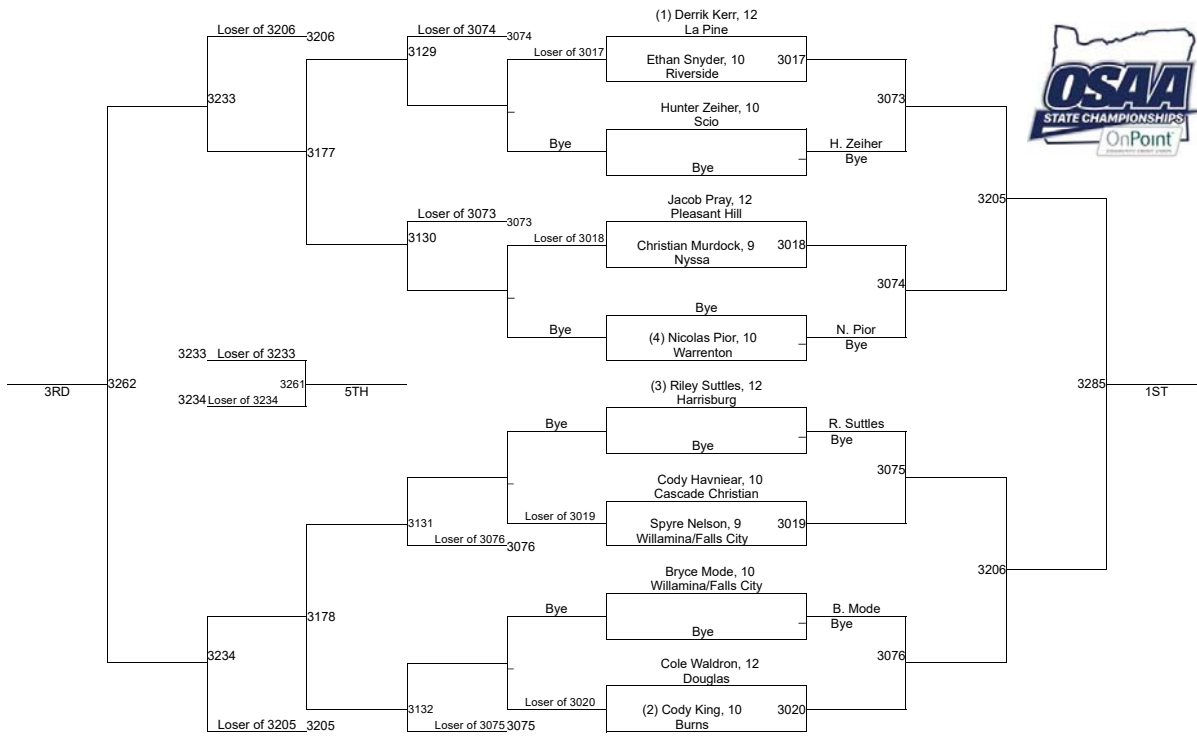 (1) Derrik Kerr, 12
La Pine
Loser of 3206 3206
Loser of 3074 3074
3129
Loser of 3017
Ethan Snyder, 10 3017
Riverside
OSAA
STATE CHAMPIONSHIPS
OnPoint
3233
3073
Hunter Zeiher, 10
Scio
3177
Bye
Bye
H. Zeiher
Bye
Jacob Pray, 12
Pleasant Hill
3205
Loser of 3073 3073
3130
Loser of 3018
Christian Murdock, 9 3018
Nyssa
3074
Bye
Bye
(4) Nicolas Pior, 10
Warrenton
N. Pior
Bye
3233 Loser of 3233
3262
3261
3RD
5TH
3234 Loser of 3234
3285
1ST
(3) Riley Suttles, 12
Harrisburg
Bye
Bye
R. Suttles
Bye
3075
Cody Havniear, 10
Cascade Christian
3131
Loser of 3019
Spyre Nelson, 9 3019
Willamina/Falls City
Loser of 3076 3076
3206
Bryce Mode, 10
Willamina/Falls City
3178
Bye
Bye
B. Mode
Bye
3234
3076
Cole Waldron, 12
Douglas
3132
Loser of 3020
(2) Cody King, 10 3020
Burns
Loser of 3205 3205
Loser of 3075 3075